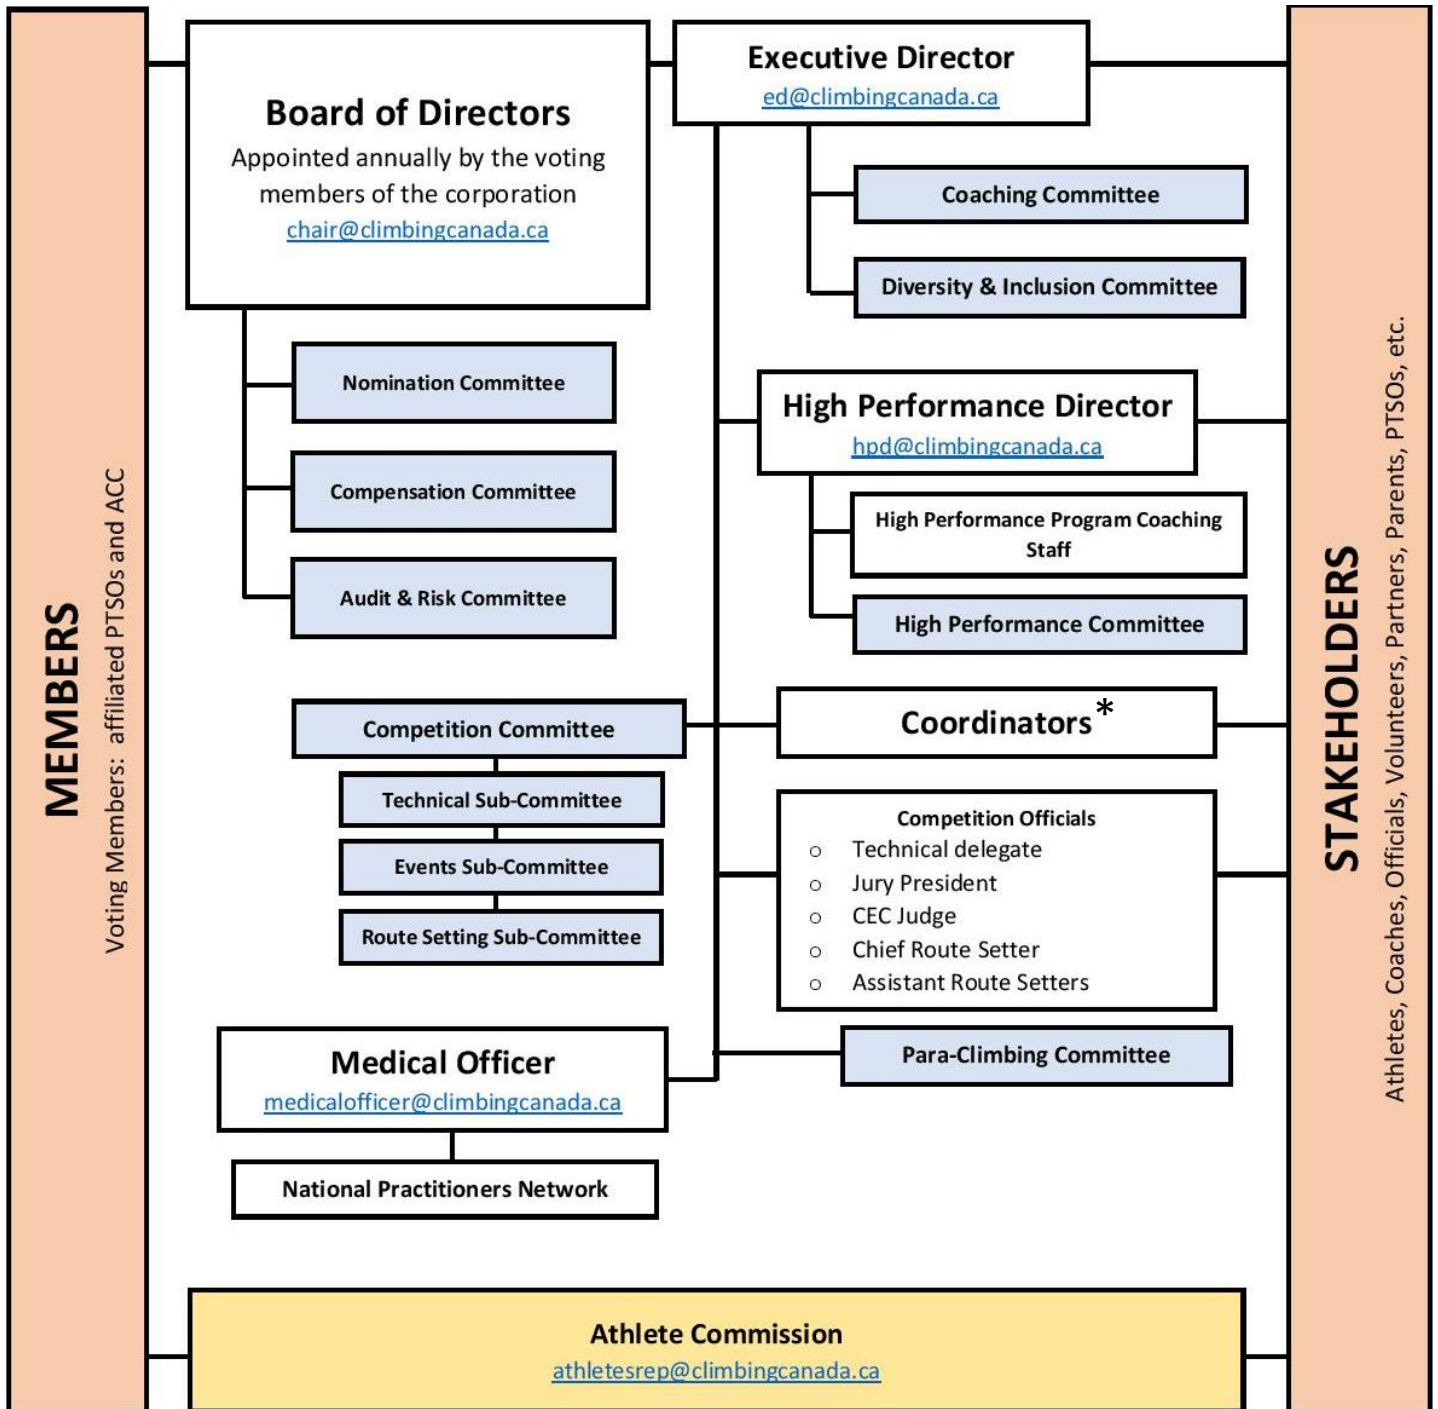 MEMBERS
Voting Members: affiliated PTSOs and ACC
Board of Directors
Appointed annually by the voting
members of the corporation
chair@climbingcanada.ca
Nomination Committee
Compensation Committee
Audit & Risk Committee
Executive Director
ed@climbingcanada.ca
Coaching Committee
Diversity & Inclusion Committee
High Performance Director
hpd@climbingcanada.ca
High Performance Program Coaching
Staff
High Performance Committee
Competition Committee
Technical Sub-Committee
Events Sub-Committee
Route Setting Sub-Committee
Coordinators*
Competition Officials
o Technical delegate
o Jury President
o CEC Judge
o Chief Route Setter
o Assistant Route Setters
Para-Climbing Committee
Medical Officer
medicalofficer@climbingcanada.ca
National Practitioners Network
Athlete Commission
athletesrep@climbingcanada.ca
STAKEHOLDERS
Athletes, Coaches, Officials, Volunteers, Partners, Parents, PTSOs, etc.